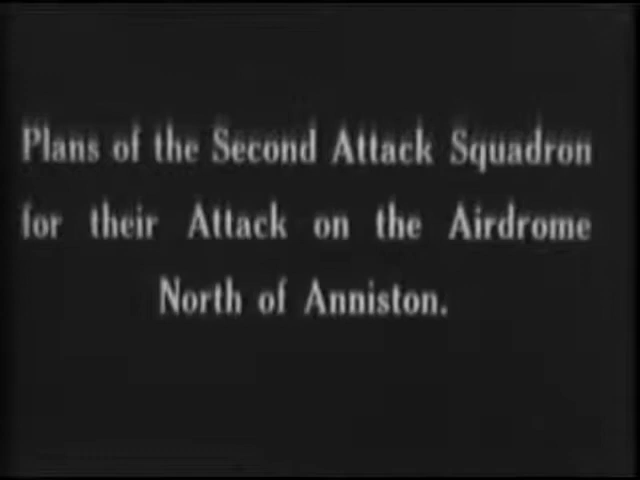 Plans of the Second Attack Squadron
for their Attack on the Airdrome
North of Anniston.